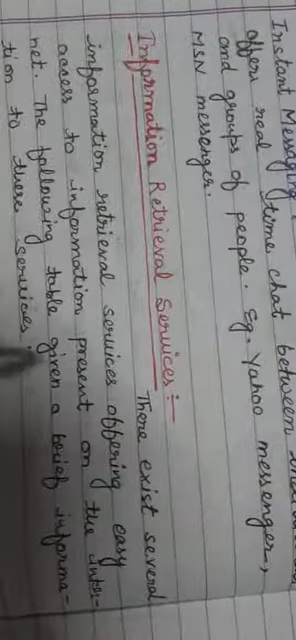 Instant Messaging :
offer real time chat between
and groups of people. Eg. Yahoo messenger,
MSN messenger.
Information Retrieval Services :-
There exist several
information retrieval services offering easy
access to information present on the inter-
net. The following table given a brief informa-
tion to these services :